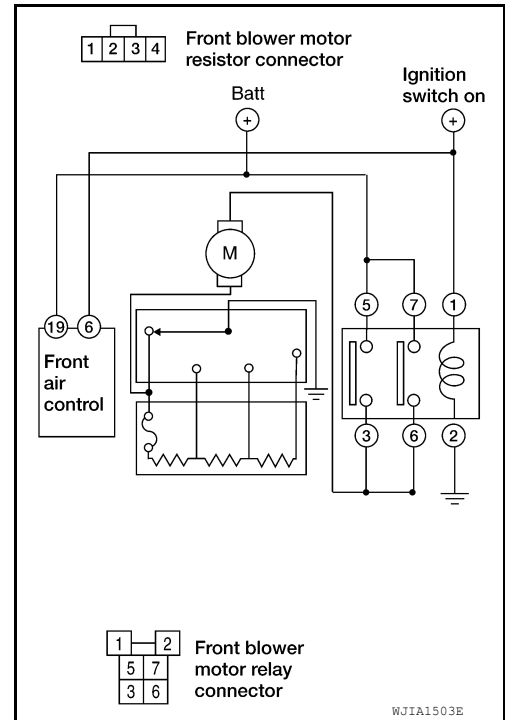 1 2 3 4
Front blower motor
resistor connector
Batt
Ignition
switch on
+
+
M
5 7 1
19 6
Front
air
control
3 6 2
1 2
5 7
3 6
Front blower
motor relay
connector
WJIA1503E